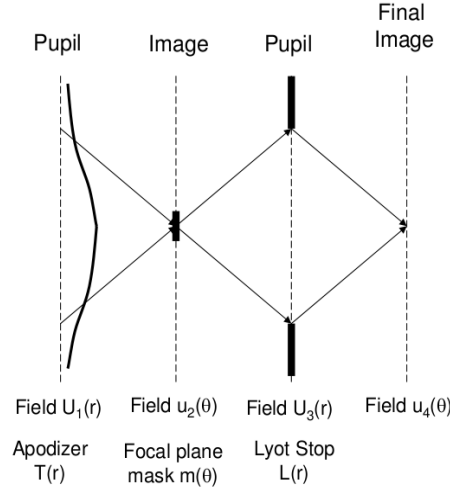 Pupil
Image
Pupil
Final
Image
Field U₁(r)
Field u₂(θ)
Field U₃(r)
Field u₄(θ)
Apodizer
T(r)
Focal plane
mask m(θ)
Lyot Stop
L(r)